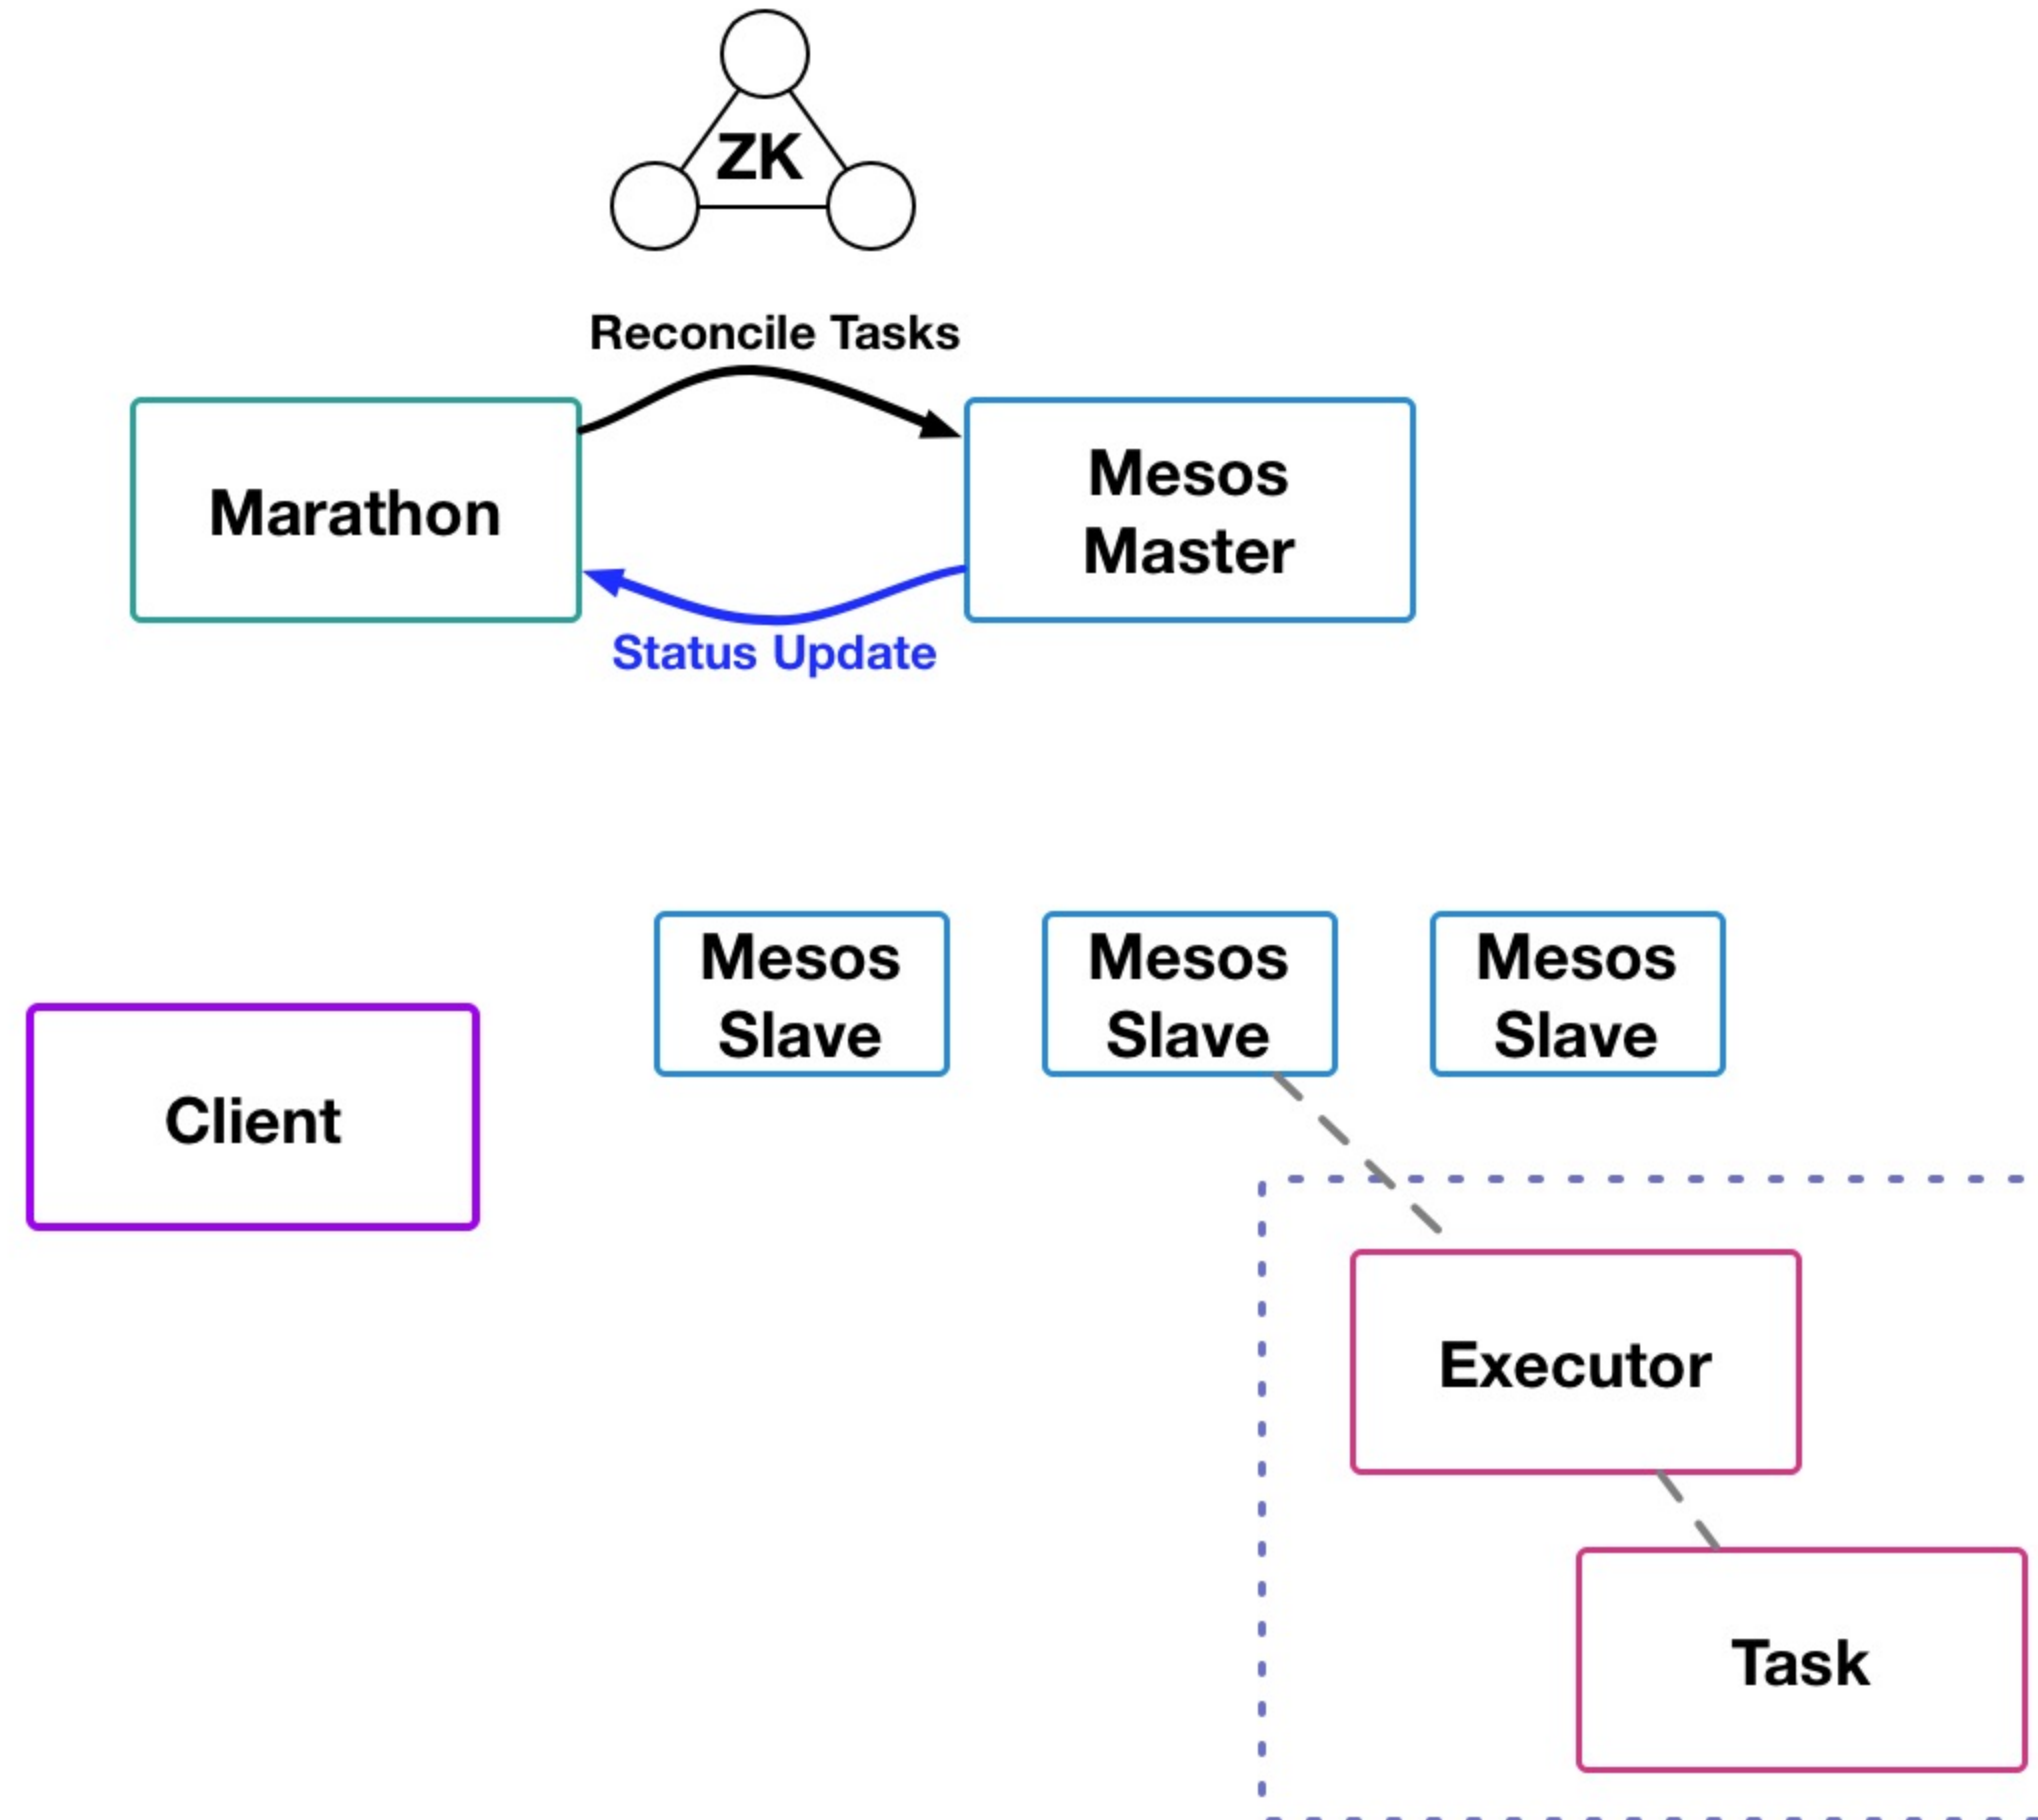 ZK
Reconcile Tasks
Marathon
Mesos
Master
Status Update
Mesos
Slave
Mesos
Slave
Mesos
Slave
Client
Executor
Task